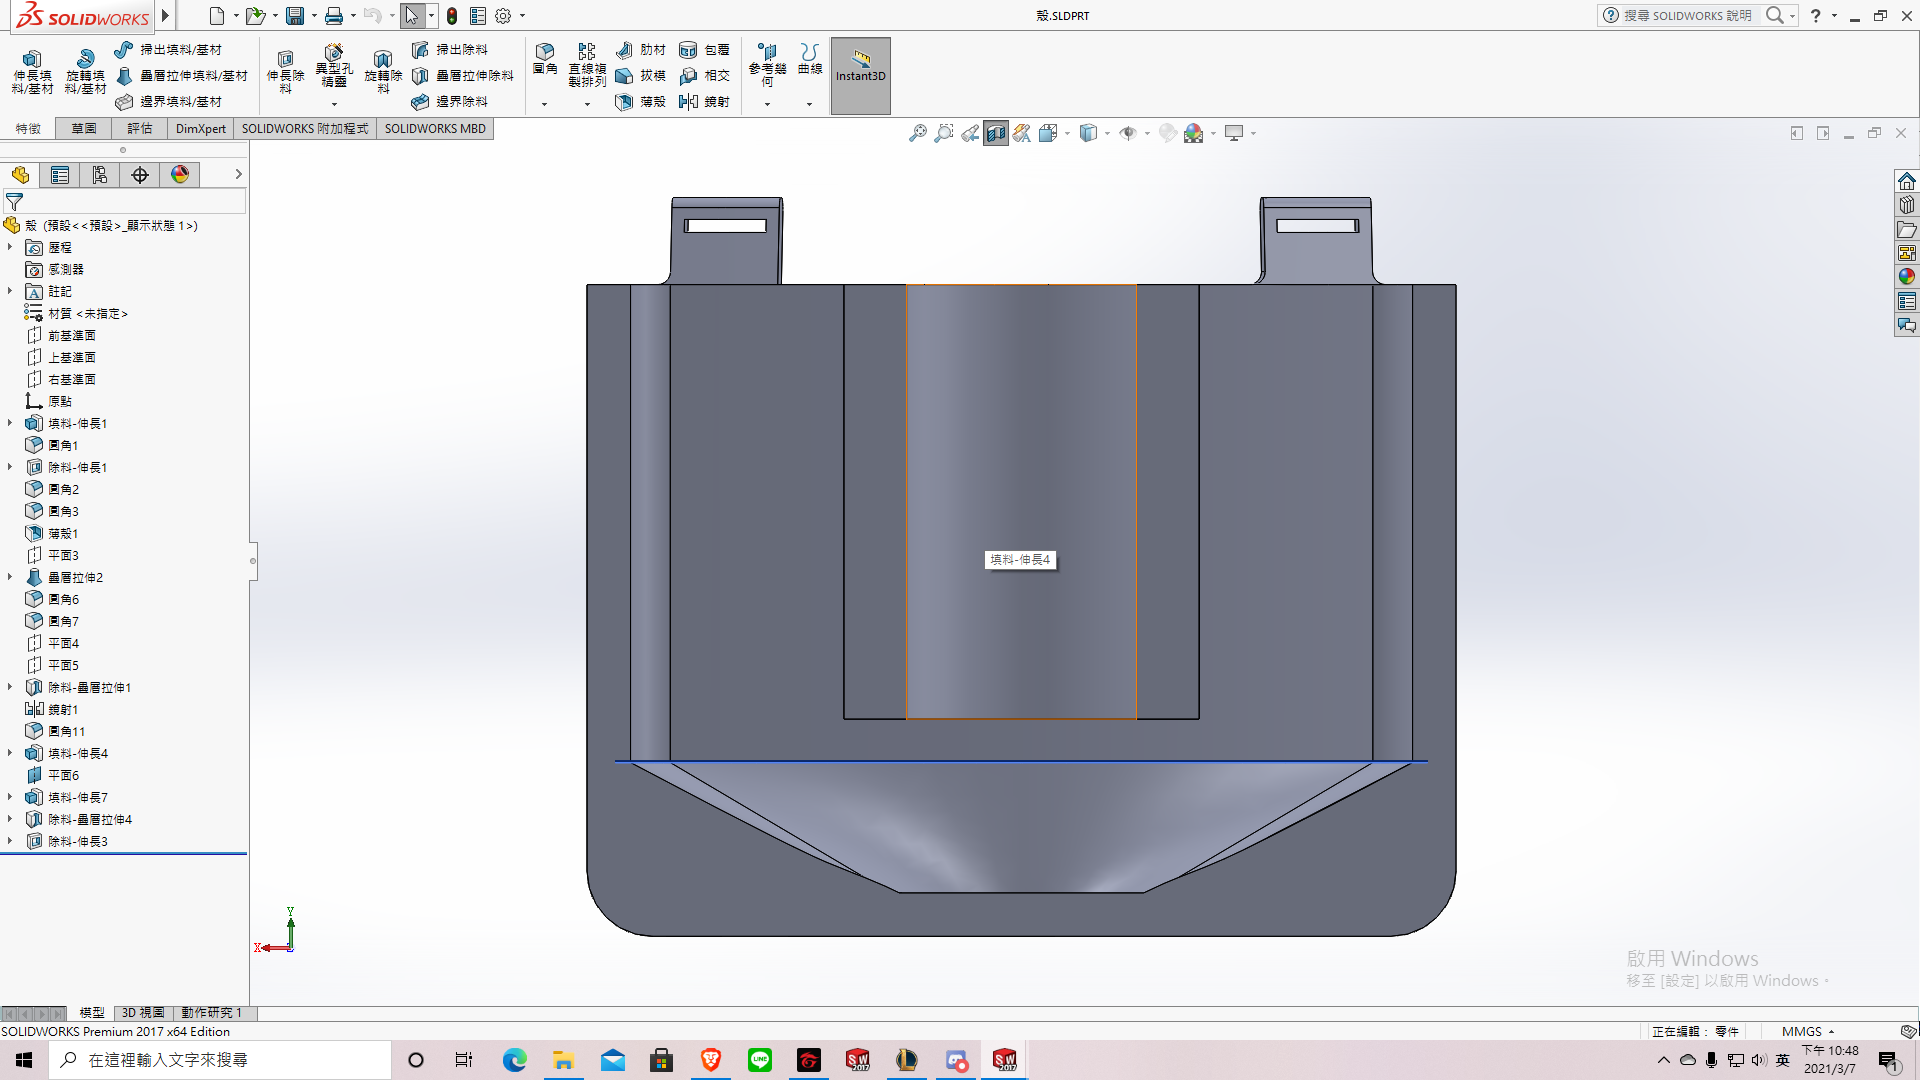 SOLIDWORKS
殼.SLDPRT
搜尋 SOLIDWORKS 說明
伸長填料/基材
旋轉填料/基材
掃出填料/基材
疊層拉伸填料/基材
邊界填料/基材
伸長除料
異型孔精靈
旋轉除料
掃出除料
疊層拉伸除料
邊界除料
圓角
直線複製排列
肋材
拔模
薄殼
包覆
相交
鏡射
參考幾何
曲線
Instant3D
特徵
草圖
評估
DimXpert
SOLIDWORKS 附加程式
SOLIDWORKS MBD
殼 (預設<<預設>_顯示狀態 1>)
歷程
感測器
註記
材質 <未指定>
前基準面
上基準面
右基準面
原點
填料-伸長1
圓角1
除料-伸長1
圓角2
圓角3
薄殼1
平面3
疊層拉伸2
圓角6
圓角7
平面4
平面5
除料-疊層拉伸1
鏡射1
圓角11
填料-伸長4
平面6
填料-伸長7
除料-疊層拉伸4
除料-伸長3
填料-伸長4
Y
X
啟用 Windows
移至 [設定] 以啟用 Windows。
模型
3D 視圖
動作研究 1
SOLIDWORKS Premium 2017 x64 Edition
正在編輯： 零件
MMGS
在這裡輸入文字來搜尋
LINE
SW 2017
SW 2017
英
下午 10:48
2021/3/7
1